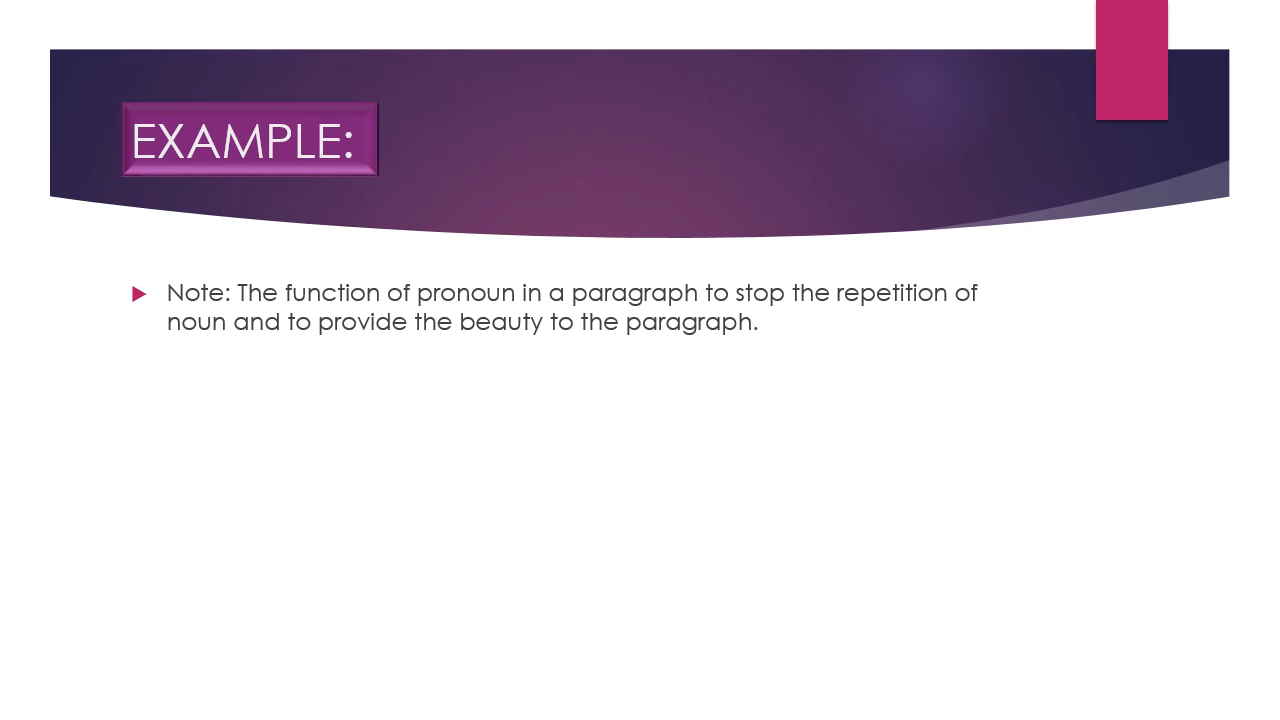 EXAMPLE:
Note: The function of pronoun in a paragraph to stop the repetition of
noun and to provide the beauty to the paragraph.